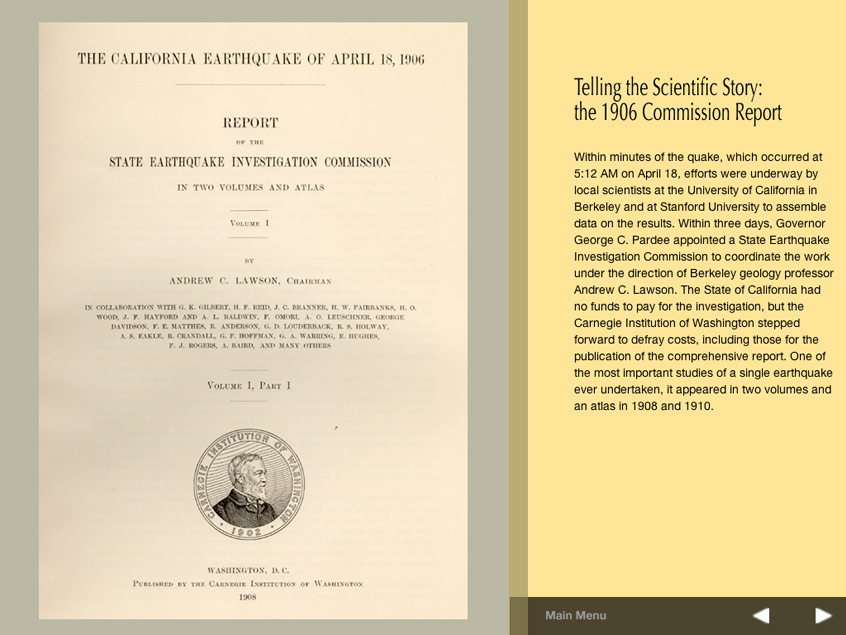 THE CALIFORNIA EARTHQUAKE OF APRIL 18, 1906
REPORT
OF THE
STATE EARTHQUAKE INVESTIGATION COMMISSION
IN TWO VOLUMES AND ATLAS
VOLUME I
BY
ANDREW C. LAWSON, CHAIRMAN
IN COLLABORATION WITH G. K. GILBERT, H. F. REID, J. C. BRANNER, H. W. FAIRBANKS, H. O.
WOOD, J. F. HAYFORD AND A. L. BALDWIN, F. OMORI, A. O. LEUSCHNER, GEORGE
DAVIDSON, F. E. MATTHES, R. ANDERSON, G. D. LOUDERBACK, R. S. HOLWAY,
A. S. EAKLE, R. CRANDALL, G. F. HOFFMAN, G. A. WARRING, E. HUGHES,
F. J. ROGERS, A. BAIRD, AND MANY OTHERS
VOLUME I, PART I
CARNEGIE INSTITUTION OF WASHINGTON
1902
WASHINGTON, D. C.
PUBLISHED BY THE CARNEGIE INSTITUTION OF WASHINGTON
1908
Telling the Scientific Story:
the 1906 Commission Report
Within minutes of the quake, which occurred at
5:12 AM on April 18, efforts were underway by
local scientists at the University of California in
Berkeley and at Stanford University to assemble
data on the results. Within three days, Governor
George C. Pardee appointed a State Earthquake
Investigation Commission to coordinate the work
under the direction of Berkeley geology professor
Andrew C. Lawson. The State of California had
no funds to pay for the investigation, but the
Carnegie Institution of Washington stepped
forward to defray costs, including those for the
publication of the comprehensive report. One of
the most important studies of a single earthquake
ever undertaken, it appeared in two volumes and
an atlas in 1908 and 1910.
Main Menu